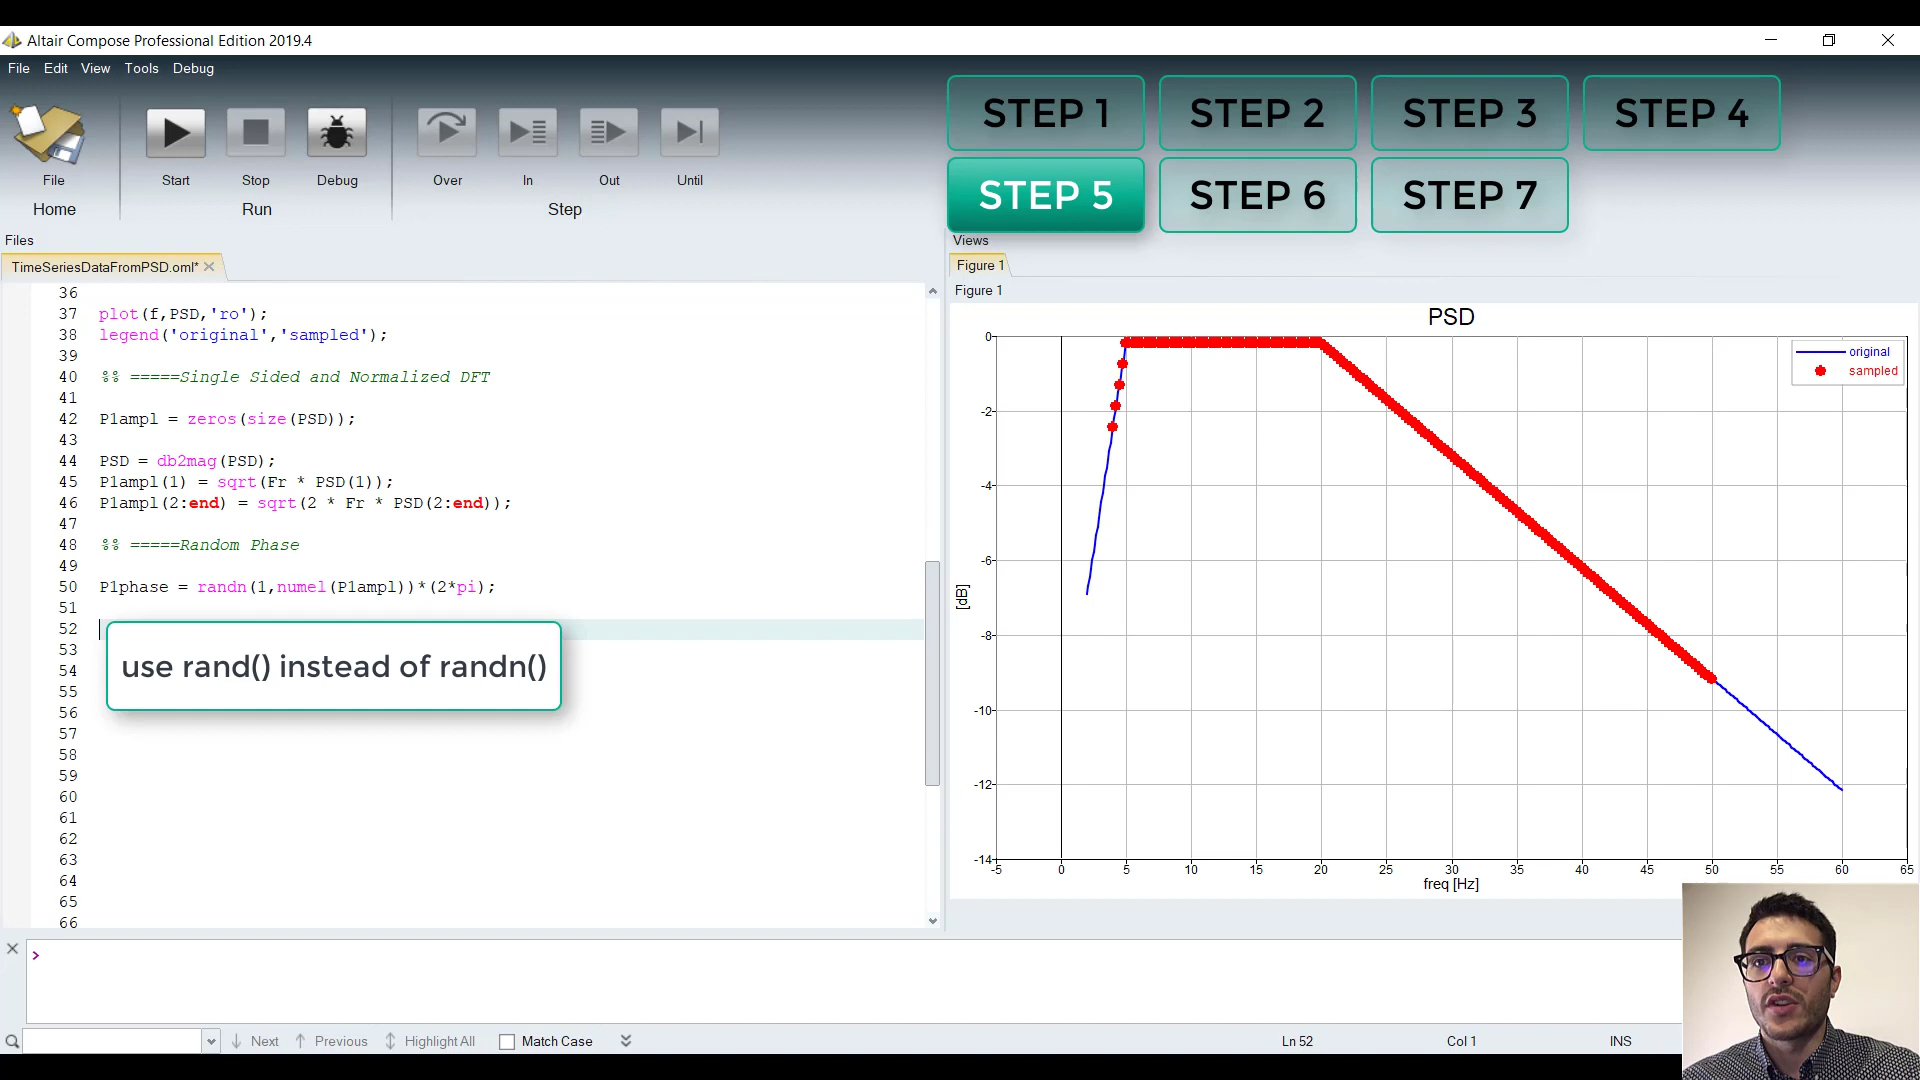 Altair Compose Professional Edition 2019.4
File Edit View Tools Debug
STEP 1 STEP 2 STEP 3 STEP 4
STEP 5 STEP 6 STEP 7
File Start Stop Debug Over In Out Until
Home Run Step
Files
TimeSeriesDataFromPSD.oml*
36
37 plot(f,PSD,'ro');
38 legend('original','sampled');
39
40 %% =====Single Sided and Normalized DFT
41
42 P1ampl = zeros(size(PSD));
43
44 PSD = db2mag(PSD);
45 P1ampl(1) = sqrt(Fr * PSD(1));
46 P1ampl(2:end) = sqrt(2 * Fr * PSD(2:end));
47
48 %% =====Random Phase
49
50 P1phase = randn(1,numel(P1ampl))*(2*pi);
51
52
53
54
55
56
57
58
59
60
61
62
63
64
65
66
use rand() instead of randn()
Views
Figure 1
Figure 1
PSD
original
sampled
[dB]
0
-2
-4
-6
-8
-10
-12
-14
-5 0 5 10 15 20 25 30 35 40 45 50 55 60 65
freq [Hz]
>
Next Previous Highlight All Match Case Ln 52 Col 1 INS